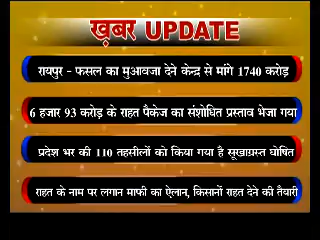 ख़बर UPDATE
रायपुर - फसल का मुआवजा देने केन्द्र से मांगे 1740 करोड़
6 हजार 93 करोड़ के राहत पैकेज का संशोधित प्रस्ताव भेजा गया
प्रदेश भर की 110 तहसीलों को किया गया है सूखाग्रस्त घोषित
राहत के नाम पर लगान माफी का ऐलान, किसानों राहत देने की तैयारी